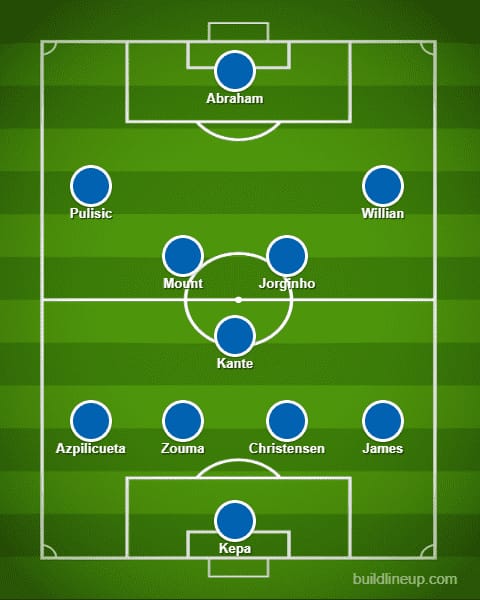 Abraham
Pulisic
Willian
Mount
Jorginho
Kante
Azpilicueta
Zouma
Christensen
James
Kepa
buildlineup.com